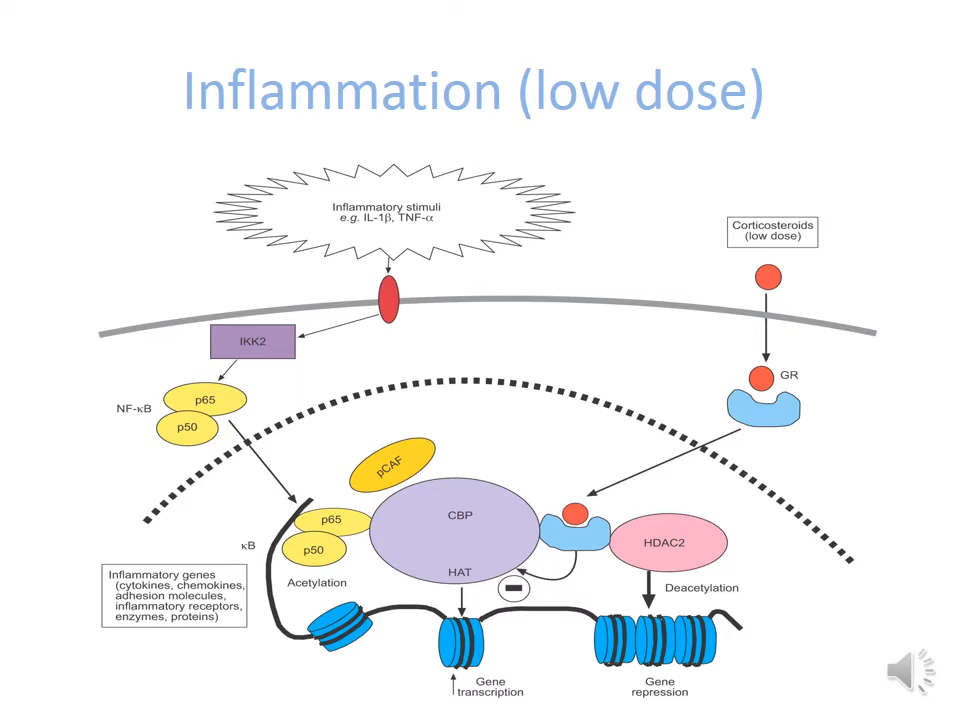 Inflammation (low dose)
Inflammatory stimuli
e.g. IL-1β, TNF-α
Corticosteroids
(low dose)
IKK2
GR
NF-κB
p65
p50
pCAF
CBP
p65
p50
κB
HDAC2
HAT
Acetylation
Deacetylation
Inflammatory genes
(cytokines, chemokines,
adhesion molecules,
inflammatory receptors,
enzymes, proteins)
Gene
transcription
Gene
repression